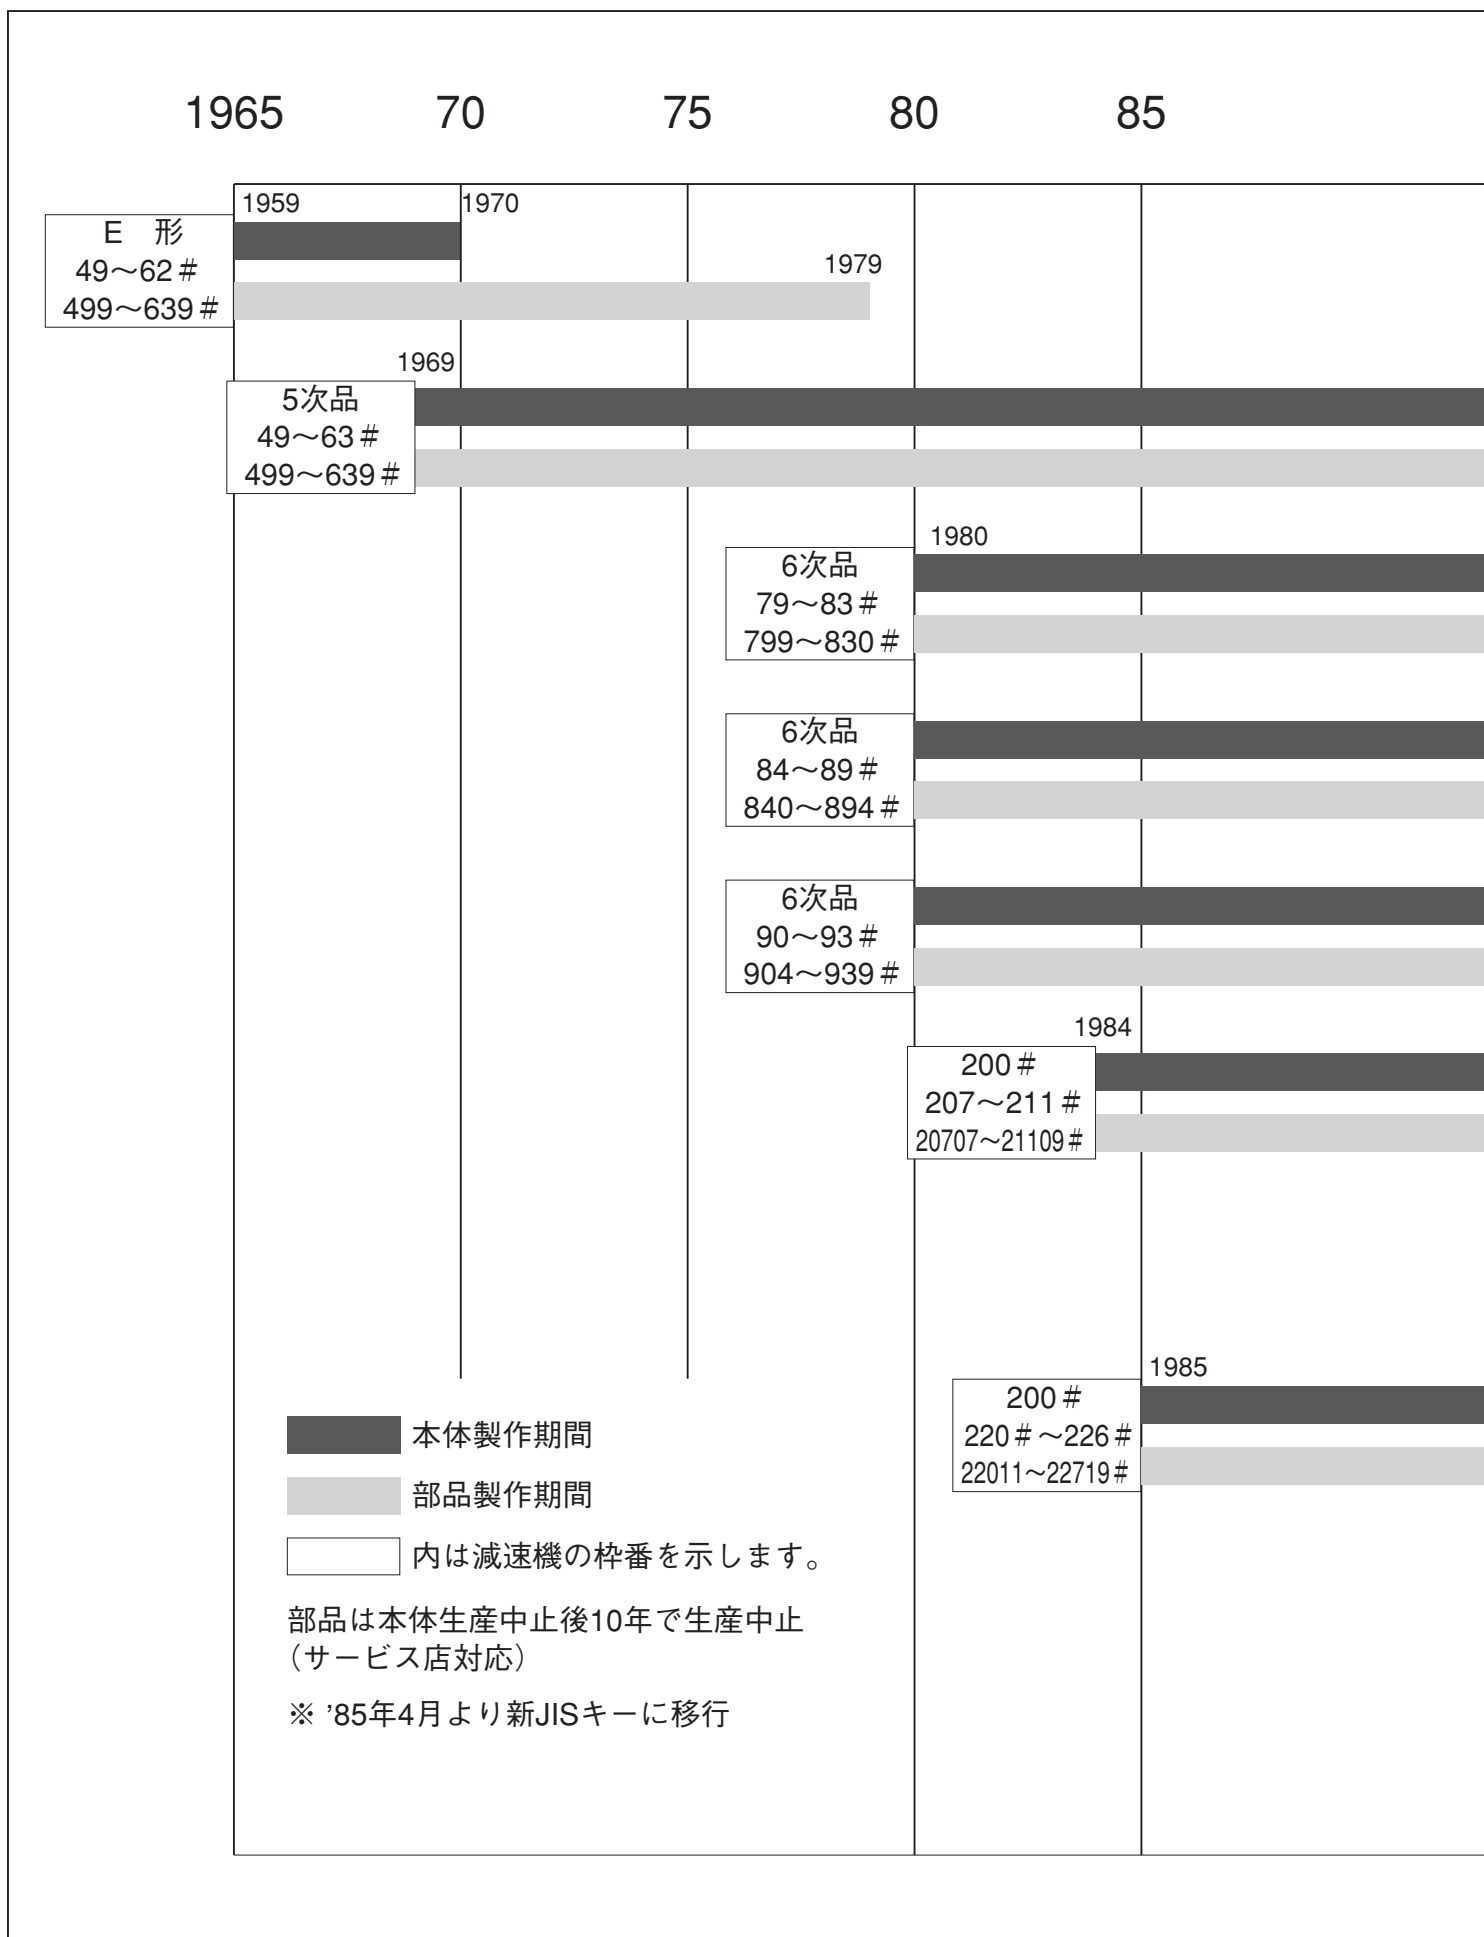 1965 70 75 80 85
1959 1970
E 形
49〜62#
499〜639#
1979
1969
5次品
49〜63#
499〜639#
1980
6次品
79〜83#
799〜830#
6次品
84〜89#
840〜894#
6次品
90〜93#
904〜939#
1984
200#
207〜211#
20707〜21109#
1985
200#
220#〜226#
22011〜22719#
本体製作期間
部品製作期間
内は減速機の枠番を示します。
部品は本体生産中止後10年で生産中止
（サービス店対応）
※ ’85年4月より新JISキーに移行